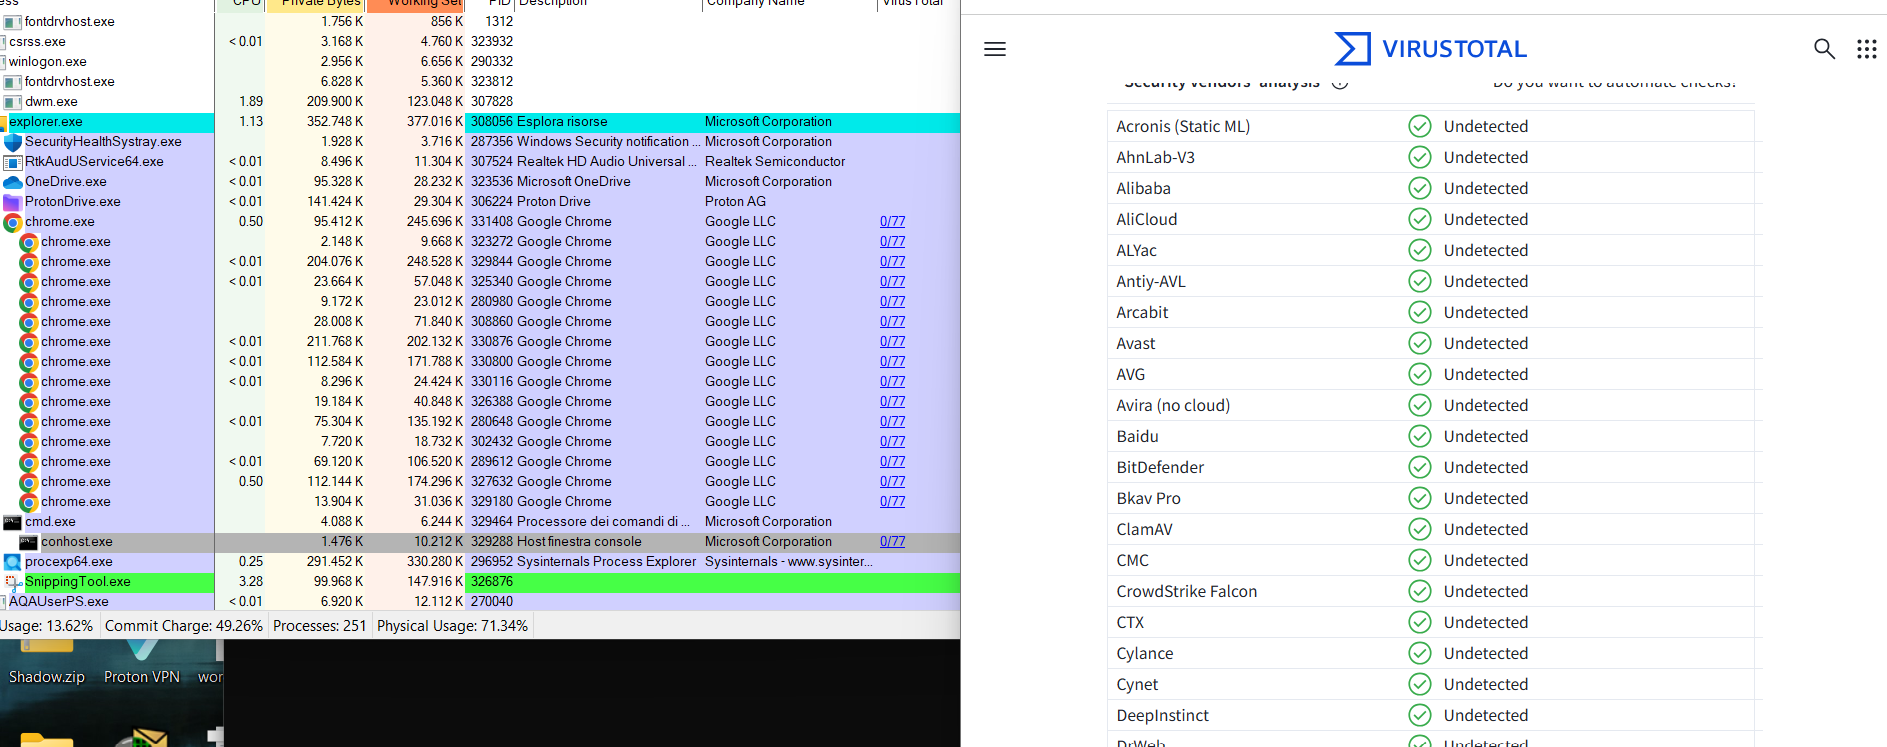 ess CPU Private Bytes Working Set PID Description Company Name Virus Total
fontdrvhost.exe 1.756 K 856 K 1312
csrss.exe < 0.01 3.168 K 4.760 K 323932
winlogon.exe 2.956 K 6.656 K 290332
fontdrvhost.exe 6.828 K 5.360 K 323812
dwm.exe 1.89 209.900 K 123.048 K 307828
explorer.exe 1.13 352.748 K 377.016 K 308056 Esplora risorse Microsoft Corporation
SecurityHealthSystray.exe 1.928 K 3.716 K 287356 Windows Security notification ... Microsoft Corporation
RtkAudUService64.exe < 0.01 8.496 K 11.304 K 307524 Realtek HD Audio Universal ... Realtek Semiconductor
OneDrive.exe < 0.01 95.328 K 28.232 K 323536 Microsoft OneDrive Microsoft Corporation
ProtonDrive.exe < 0.01 141.424 K 29.304 K 306224 Proton Drive Proton AG
chrome.exe 0.50 95.412 K 245.696 K 331408 Google Chrome Google LLC 0/77
chrome.exe 2.148 K 9.668 K 323272 Google Chrome Google LLC 0/77
chrome.exe < 0.01 204.076 K 248.528 K 329844 Google Chrome Google LLC 0/77
chrome.exe < 0.01 23.664 K 57.048 K 325340 Google Chrome Google LLC 0/77
chrome.exe 9.172 K 23.012 K 280980 Google Chrome Google LLC 0/77
chrome.exe 28.008 K 71.840 K 308860 Google Chrome Google LLC 0/77
chrome.exe < 0.01 211.768 K 202.132 K 330876 Google Chrome Google LLC 0/77
chrome.exe < 0.01 112.584 K 171.788 K 330800 Google Chrome Google LLC 0/77
chrome.exe < 0.01 8.296 K 24.424 K 330116 Google Chrome Google LLC 0/77
chrome.exe 19.184 K 40.848 K 326388 Google Chrome Google LLC 0/77
chrome.exe < 0.01 75.304 K 135.192 K 280648 Google Chrome Google LLC 0/77
chrome.exe 7.720 K 18.732 K 302432 Google Chrome Google LLC 0/77
chrome.exe < 0.01 69.120 K 106.520 K 289612 Google Chrome Google LLC 0/77
chrome.exe 0.50 112.144 K 174.296 K 327632 Google Chrome Google LLC 0/77
chrome.exe 13.904 K 31.036 K 329180 Google Chrome Google LLC 0/77
cmd.exe 4.088 K 6.244 K 329464 Processore dei comandi di ... Microsoft Corporation
conhost.exe 1.476 K 10.212 K 329288 Host finestra console Microsoft Corporation 0/77
procexp64.exe 0.25 291.452 K 330.280 K 296952 Sysinternals Process Explorer Sysinternals - www.sysinter...
SnippingTool.exe 3.28 99.968 K 147.916 K 326876
AQAUserPS.exe < 0.01 6.920 K 12.112 K 270040
Usage: 13.62% Commit Charge: 49.26% Processes: 251 Physical Usage: 71.34%
Shadow.zip Proton VPN wor
VIRUSTOTAL
Security vendors' analysis Do you want to automate checks?
Acronis (Static ML) Undetected
AhnLab-V3 Undetected
Alibaba Undetected
AliCloud Undetected
ALYac Undetected
Antiy-AVL Undetected
Arcabit Undetected
Avast Undetected
AVG Undetected
Avira (no cloud) Undetected
Baidu Undetected
BitDefender Undetected
Bkav Pro Undetected
ClamAV Undetected
CMC Undetected
CrowdStrike Falcon Undetected
CTX Undetected
Cylance Undetected
Cynet Undetected
DeepInstinct Undetected
DrWeb Undetected